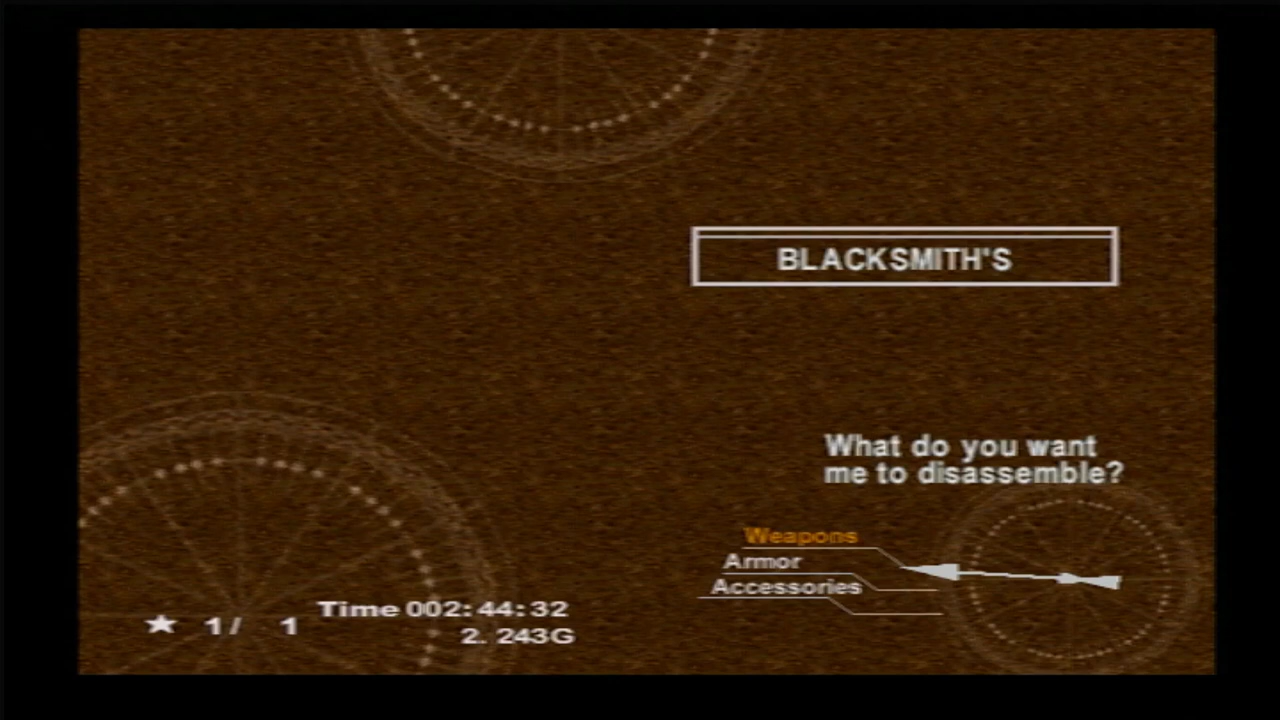 BLACKSMITH'S
What do you want
me to disassemble?
Weapons
Armor
Accessories
Time 002:44:32
★ 1/ 1
2. 243G